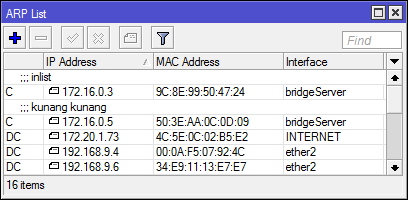 ARP List
Find
IP Address MAC Address Interface
;;; inlist
C 172.16.0.3 9C:8E:99:50:47:24 bridgeServer
;;; kunang kunang
C 172.16.0.5 50:3E:AA:0C:0D:09 bridgeServer
DC 172.20.1.73 4C:5E:0C:02:B5:E2 INTERNET
DC 192.168.9.4 00:0A:F5:07:92:4C ether2
DC 192.168.9.6 34:E9:11:13:E7:E7 ether2
16 items